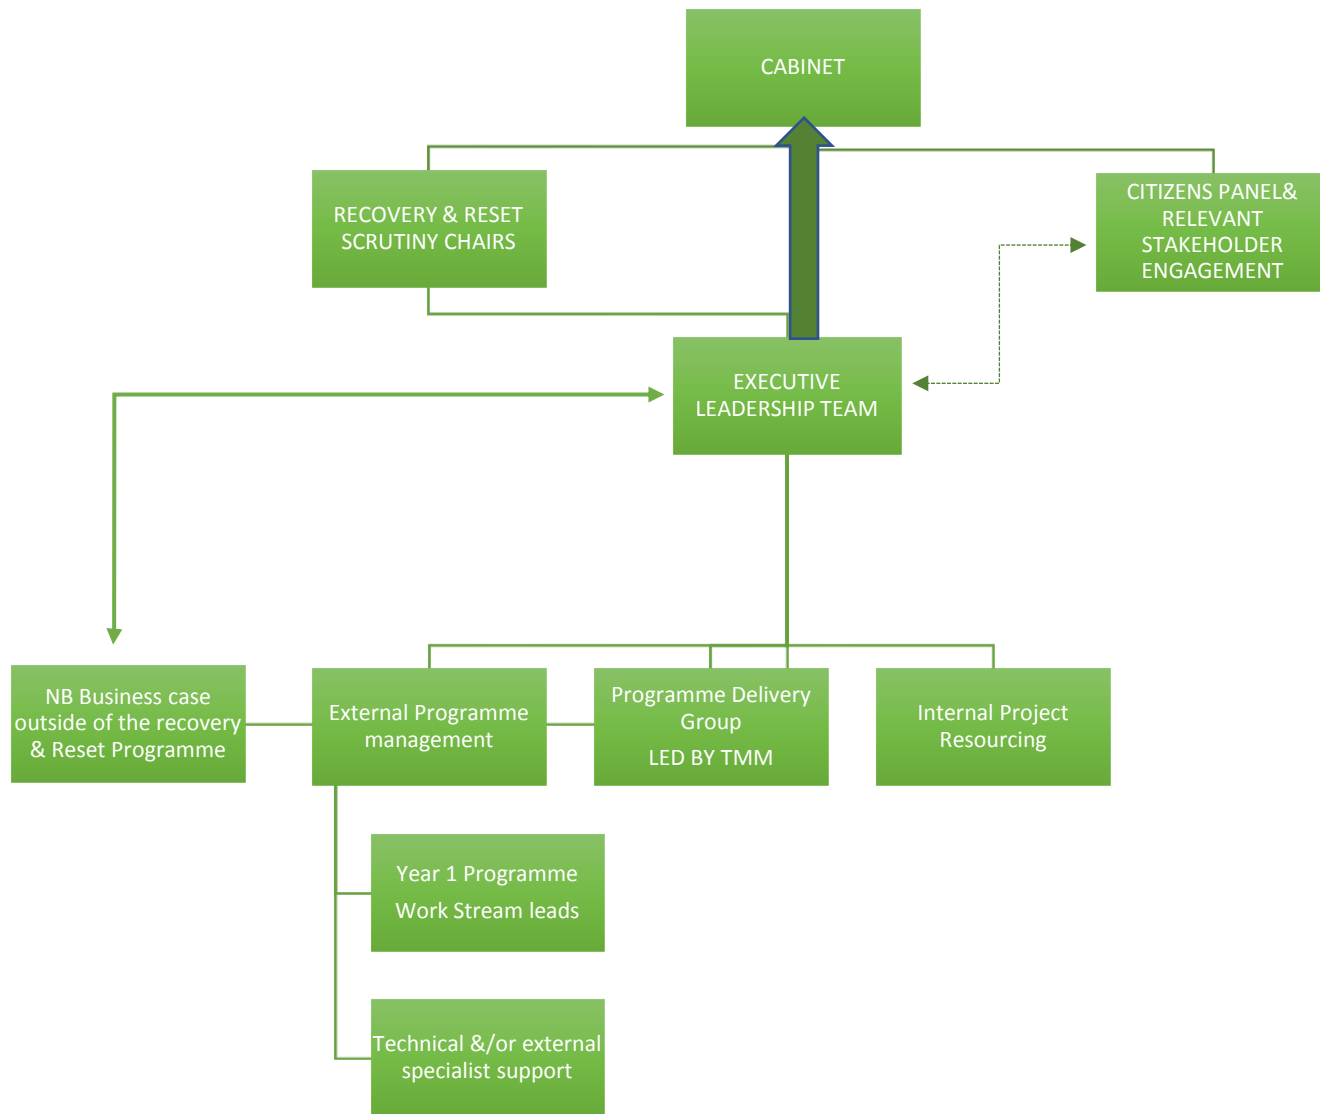 CABINET
RECOVERY & RESET
SCRUTINY CHAIRS
CITIZENS PANEL&
RELEVANT
STAKEHOLDER
ENGAGEMENT
EXECUTIVE
LEADERSHIP TEAM
NB Business case
outside of the recovery
& Reset Programme
External Programme
management
Programme Delivery
Group
LED BY TMM
Internal Project
Resourcing
Year 1 Programme
Work Stream leads
Technical &/or external
specialist support